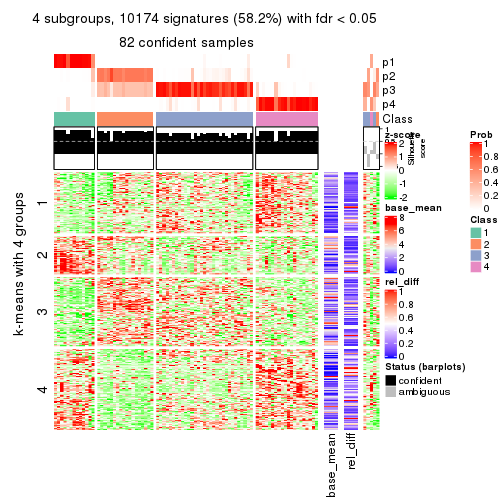 4 subgroups, 10174 signatures (58.2%) with fdr < 0.05
82 confident samples
p1
p2
p3
p4
Class
1
0
Silhouette
score
z-score
2
1
0
-1
-2
Prob
1
0.8
0.6
0.4
0.2
0
base_mean
8
6
4
2
0
Class
1
2
3
4
rel_diff
1
0.8
0.6
0.4
0.2
0
Status (barplots)
confident
ambiguous
k-means with 4 groups
1
2
3
4
base_mean
rel_diff